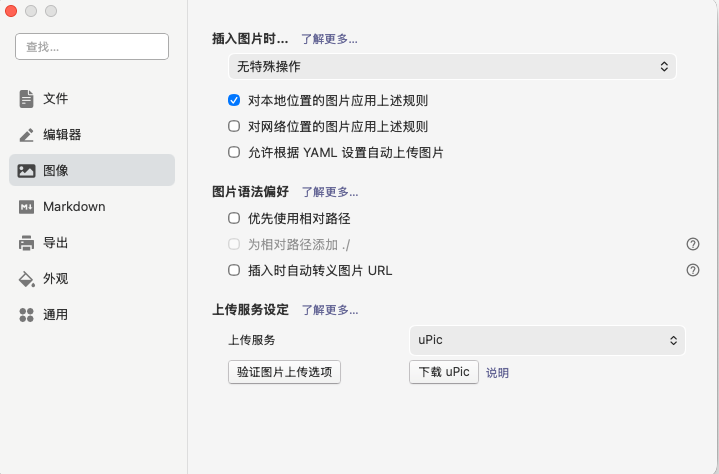 查找...
文件
编辑器
图像
Markdown
导出
外观
通用
插入图片时... 了解更多...
无特殊操作
对本地位置的图片应用上述规则
对网络位置的图片应用上述规则
允许根据 YAML 设置自动上传图片
图片语法偏好 了解更多...
优先使用相对路径
为相对路径添加 ./
插入时自动转义图片 URL
上传服务设定 了解更多...
上传服务 uPic
验证图片上传选项 下载 uPic 说明